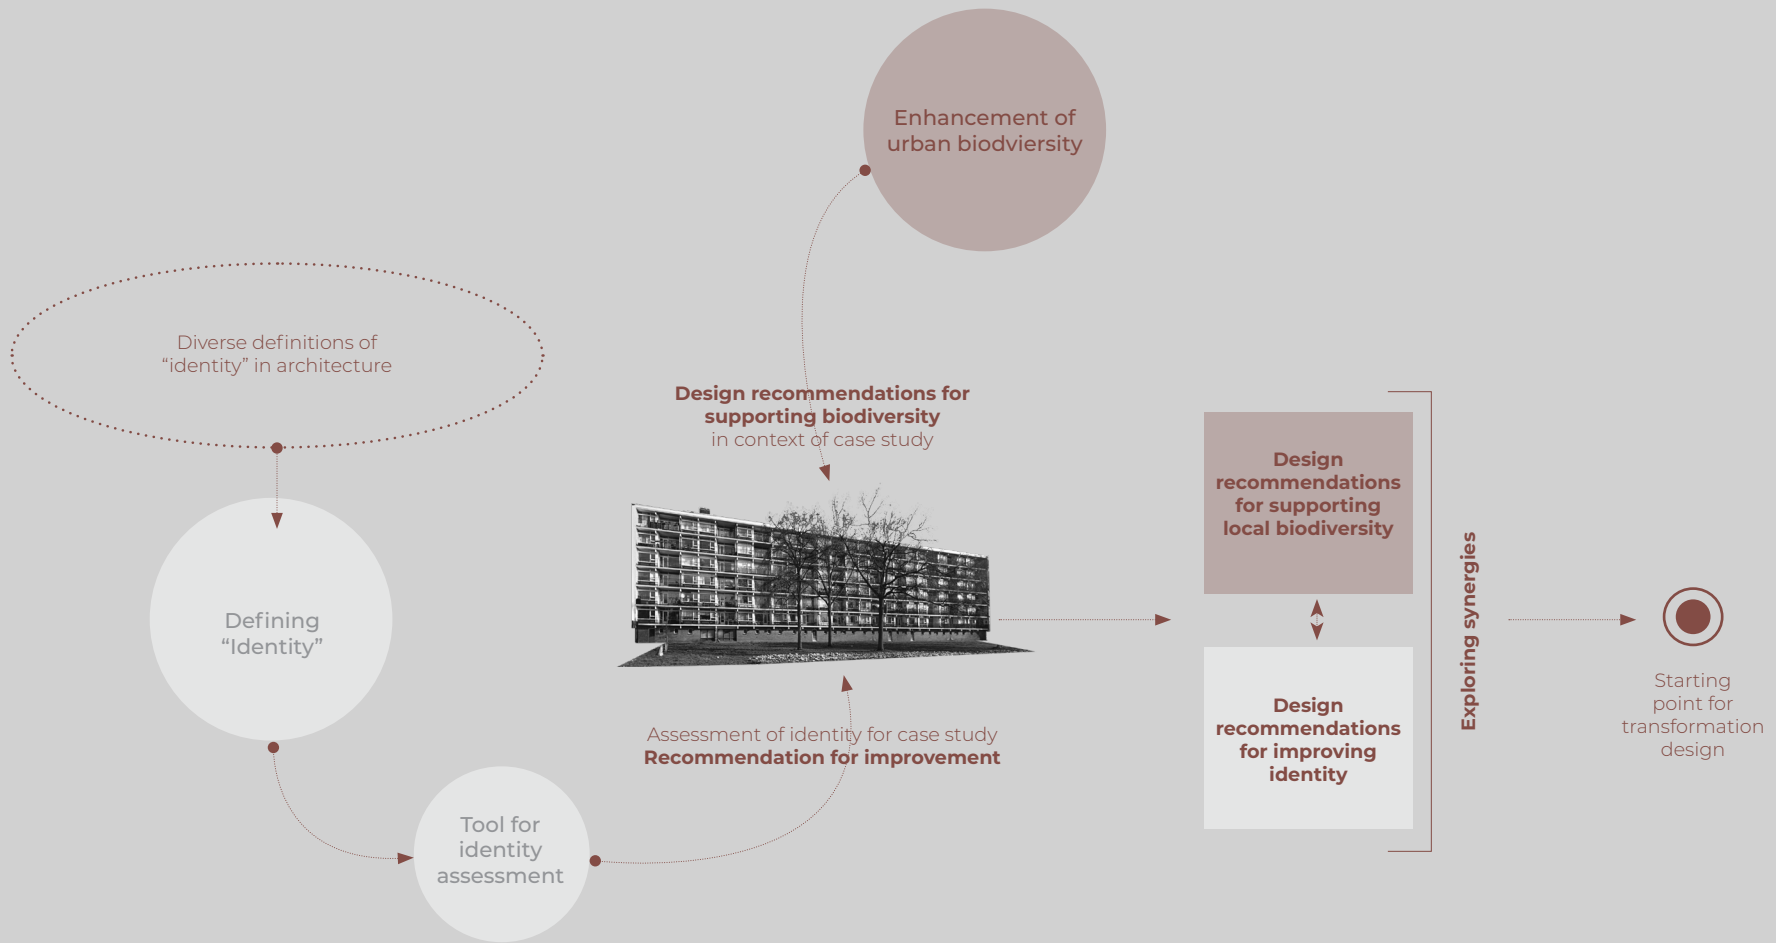 Enhancement of
urban biodviersity
Diverse definitions of
“identity” in architecture
Design recommendations for
supporting biodiversity
in context of case study
Defining
“Identity”
Tool for
identity
assessment
Assessment of identity for case study
Recommendation for improvement
Design
recommendations
for supporting
local biodiversity
Design
recommendations
for improving
identity
Exploring synergies
Starting
point for
transformation
design